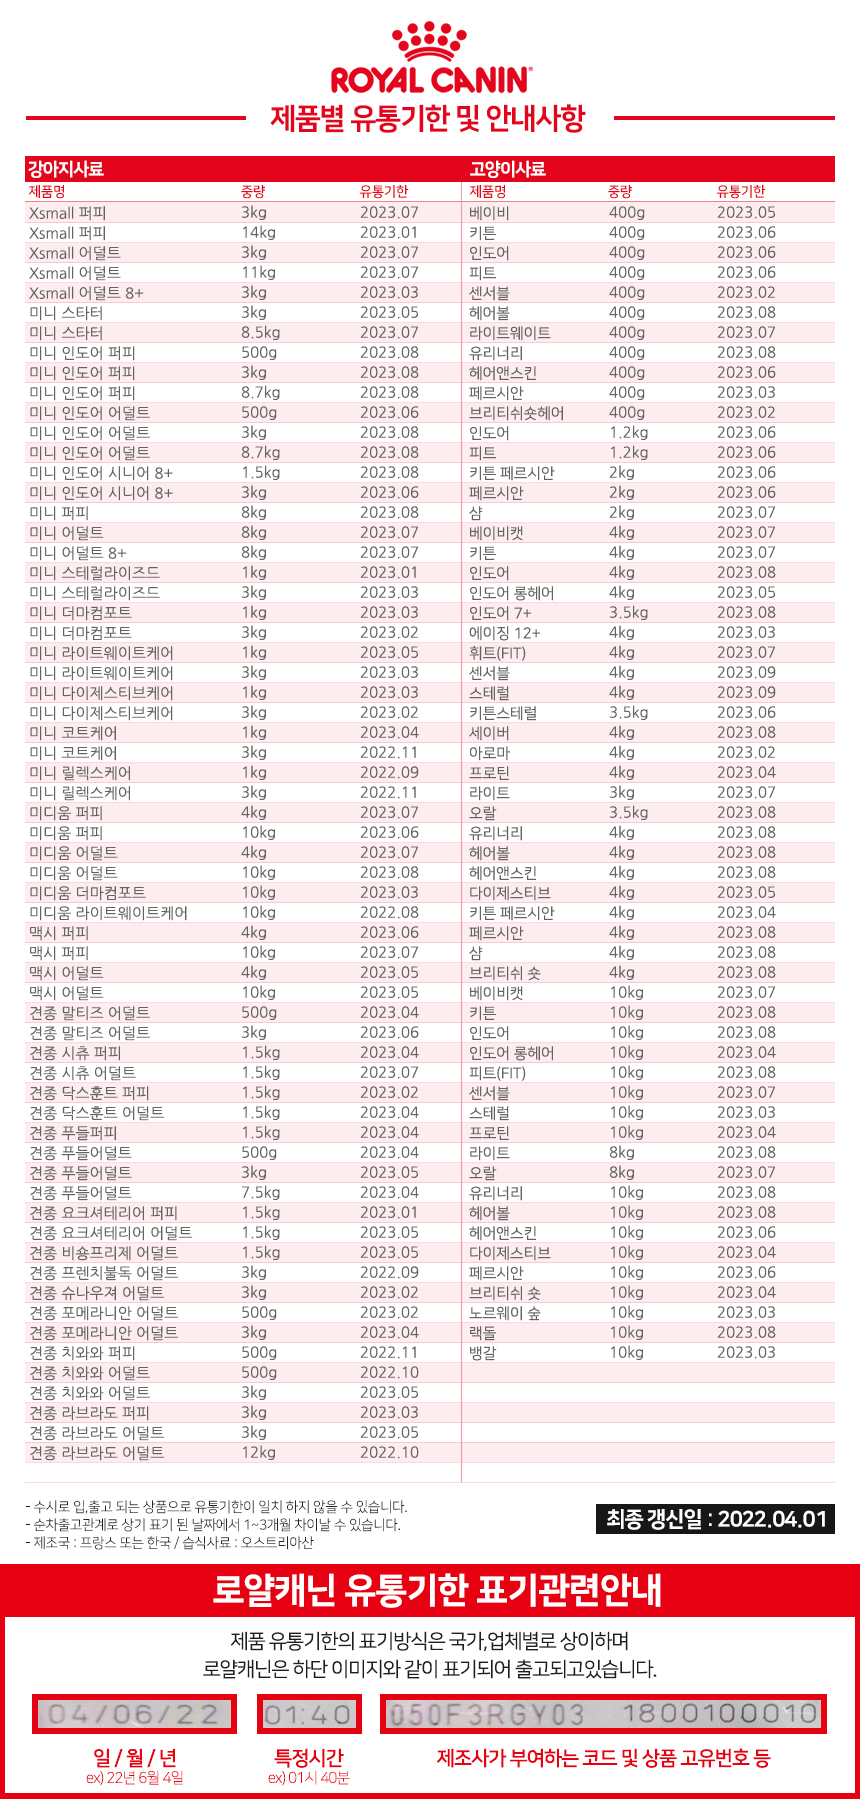 ROYAL CANIN
제품별 유통기한 및 안내사항
강아지사료 고양이사료
제품명 중량 유통기한 제품명 중량 유통기한
Xsmall 퍼피 3kg 2023.07 베이비 400g 2023.05
Xsmall 퍼피 14kg 2023.01 키튼 400g 2023.06
Xsmall 어덜트 3kg 2023.07 인도어 400g 2023.06
Xsmall 어덜트 11kg 2023.07 피트 400g 2023.06
Xsmall 어덜트 8+ 3kg 2023.03 센서블 400g 2023.02
미니 스타터 3kg 2023.05 헤어볼 400g 2023.08
미니 스타터 8.5kg 2023.07 라이트웨이트 400g 2023.07
미니 인도어 퍼피 500g 2023.08 유리너리 400g 2023.08
미니 인도어 퍼피 3kg 2023.08 헤어앤스킨 400g 2023.06
미니 인도어 퍼피 8.7kg 2023.08 페르시안 400g 2023.03
미니 인도어 어덜트 500g 2023.06 브리티쉬숏헤어 400g 2023.02
미니 인도어 어덜트 3kg 2023.08 인도어 1.2kg 2023.06
미니 인도어 어덜트 8.7kg 2023.08 피트 1.2kg 2023.06
미니 인도어 시니어 8+ 1.5kg 2023.08 키튼 페르시안 2kg 2023.06
미니 인도어 시니어 8+ 3kg 2023.06 페르시안 2kg 2023.06
미니 퍼피 8kg 2023.08 샴 2kg 2023.07
미니 어덜트 8kg 2023.07 베이비캣 4kg 2023.07
미니 어덜트 8+ 8kg 2023.07 키튼 4kg 2023.07
미니 스테럴라이즈드 1kg 2023.01 인도어 4kg 2023.08
미니 스테럴라이즈드 3kg 2023.03 인도어 롱헤어 4kg 2023.05
미니 더마컴포트 1kg 2023.03 인도어 7+ 3.5kg 2023.08
미니 더마컴포트 3kg 2023.02 에이징 12+ 4kg 2023.03
미니 라이트웨이트케어 1kg 2023.05 휘트(FIT) 4kg 2023.07
미니 라이트웨이트케어 3kg 2023.03 센서블 4kg 2023.09
미니 다이제스티브케어 1kg 2023.03 스테럴 4kg 2023.09
미니 다이제스티브케어 3kg 2023.02 키튼스테럴 3.5kg 2023.06
미니 코트케어 1kg 2023.04 세이버 4kg 2023.08
미니 코트케어 3kg 2022.11 아로마 4kg 2023.02
미니 릴렉스케어 1kg 2022.09 프로틴 4kg 2023.04
미니 릴렉스케어 3kg 2022.11 라이트 3kg 2023.07
미디움 퍼피 4kg 2023.07 오랄 3.5kg 2023.08
미디움 퍼피 10kg 2023.06 유리너리 4kg 2023.08
미디움 어덜트 4kg 2023.07 헤어볼 4kg 2023.08
미디움 어덜트 10kg 2023.08 헤어앤스킨 4kg 2023.08
미디움 더마컴포트 10kg 2023.03 다이제스티브 4kg 2023.05
미디움 라이트웨이트케어 10kg 2022.08 키튼 페르시안 4kg 2023.04
맥시 퍼피 4kg 2023.06 페르시안 4kg 2023.08
맥시 퍼피 10kg 2023.07 샴 4kg 2023.08
맥시 어덜트 4kg 2023.05 브리티쉬 숏 4kg 2023.08
맥시 어덜트 10kg 2023.05 베이비캣 10kg 2023.07
견종 말티즈 어덜트 500g 2023.04 키튼 10kg 2023.08
견종 말티즈 어덜트 3kg 2023.06 인도어 10kg 2023.08
견종 시츄 퍼피 1.5kg 2023.04 인도어 롱헤어 10kg 2023.04
견종 시츄 어덜트 1.5kg 2023.07 피트(FIT) 10kg 2023.08
견종 닥스훈트 퍼피 1.5kg 2023.02 센서블 10kg 2023.07
견종 닥스훈트 어덜트 1.5kg 2023.04 스테럴 10kg 2023.03
견종 푸들퍼피 1.5kg 2023.04 프로틴 10kg 2023.04
견종 푸들어덜트 500g 2023.04 라이트 8kg 2023.08
견종 푸들어덜트 3kg 2023.05 오랄 8kg 2023.07
견종 푸들어덜트 7.5kg 2023.04 유리너리 10kg 2023.08
견종 요크셔테리어 퍼피 1.5kg 2023.01 헤어볼 10kg 2023.08
견종 요크셔테리어 어덜트 1.5kg 2023.05 헤어앤스킨 10kg 2023.06
견종 비숑프리제 어덜트 1.5kg 2023.05 다이제스티브 10kg 2023.04
견종 프렌치불독 어덜트 3kg 2022.09 페르시안 10kg 2023.06
견종 슈나우져 어덜트 3kg 2023.02 브리티쉬 숏 10kg 2023.04
견종 포메라니안 어덜트 500g 2023.02 노르웨이 숲 10kg 2023.03
견종 포메라니안 어덜트 3kg 2023.04 랙돌 10kg 2023.08
견종 치와와 퍼피 500g 2022.11 뱅갈 10kg 2023.03
견종 치와와 어덜트 500g 2022.10
견종 치와와 어덜트 3kg 2023.05
견종 라브라도 퍼피 3kg 2023.03
견종 라브라도 어덜트 3kg 2023.05
견종 라브라도 어덜트 12kg 2022.10
- 수시로 입,출고 되는 상품으로 유통기한이 일치 하지 않을 수 있습니다.
- 순차출고관계로 상기 표기 된 날짜에서 1~3개월 차이날 수 있습니다.
- 제조국 : 프랑스 또는 한국 / 습식사료 : 오스트리아산
최종 갱신일 : 2022.04.01
로얄캐닌 유통기한 표기관련안내
제품 유통기한의 표기방식은 국가,업체별로 상이하며
로얄캐닌은 하단 이미지와 같이 표기되어 출고되고있습니다.
04/06/22 01:40 050F3RGY03 1800100010
일 / 월 / 년 특정시간 제조사가 부여하는 코드 및 상품 고유번호 등
ex) 22년 6월 4일 ex) 01시 40분